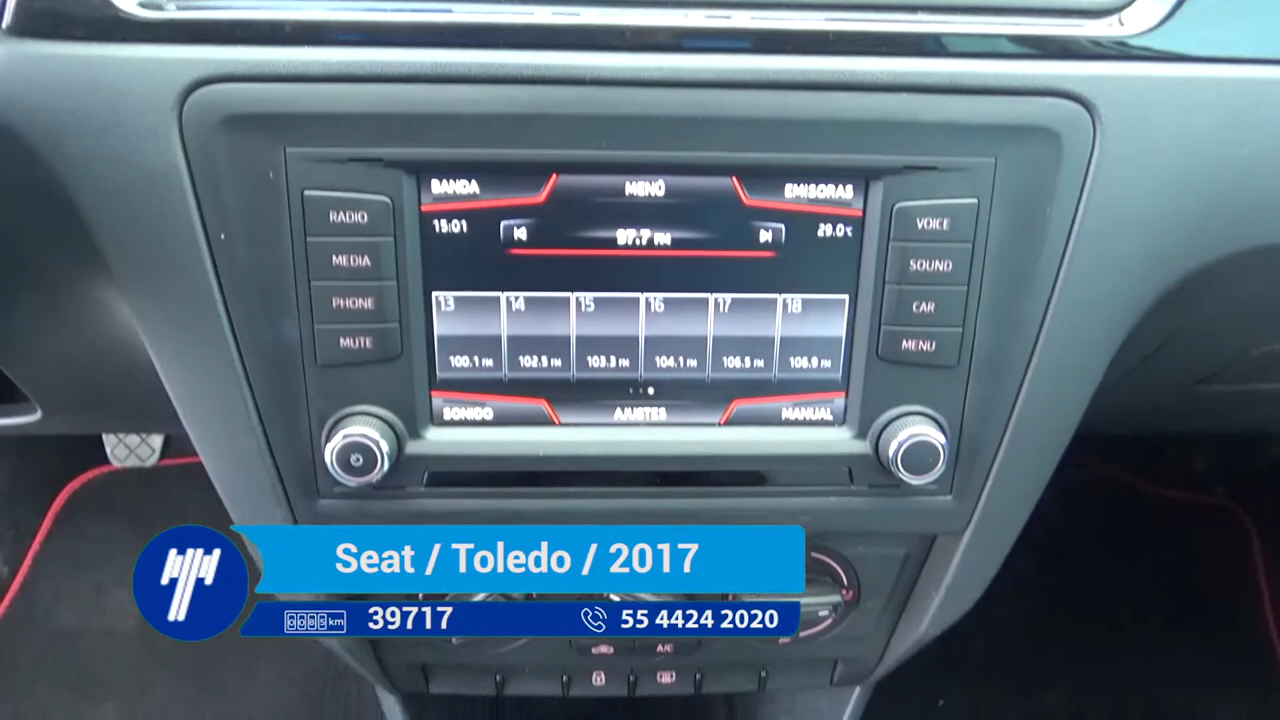 BANDA MENÚ EMISORAS
15:01 97.7 FM 29.0°C
13 14 15 16 17 18
100.1 FM 102.5 FM 103.3 FM 104.1 FM 106.5 FM 106.9 FM
SONIDO AJUSTES MANUAL
RADIO
MEDIA
PHONE
MUTE
VOICE
SOUND
CAR
MENU
Seat / Toledo / 2017
0085 km 39717 55 4424 2020
A/C